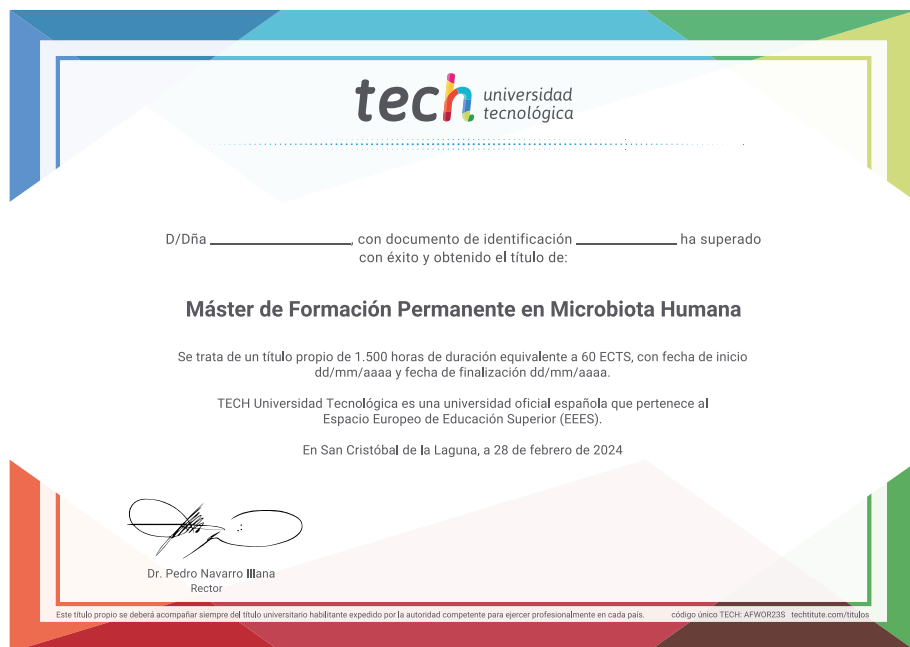 tech universidad
tecnológica
D/Dña ____________, con documento de identificación ____________ ha superado
con éxito y obtenido el título de:
Máster de Formación Permanente en Microbiota Humana
Se trata de un título propio de 1.500 horas de duración equivalente a 60 ECTS, con fecha de inicio
dd/mm/aaaa y fecha de finalización dd/mm/aaaa.
TECH Universidad Tecnológica es una universidad oficial española que pertenece al
Espacio Europeo de Educación Superior (EEES).
En San Cristóbal de la Laguna, a 28 de febrero de 2024
Dr. Pedro Navarro Illana
Rector
Este título propio se deberá acompañar siempre del título universitario habilitante expedido por la autoridad competente para ejercer profesionalmente en cada país. código único TECH: AFWOR23S techtitute.com/titulos